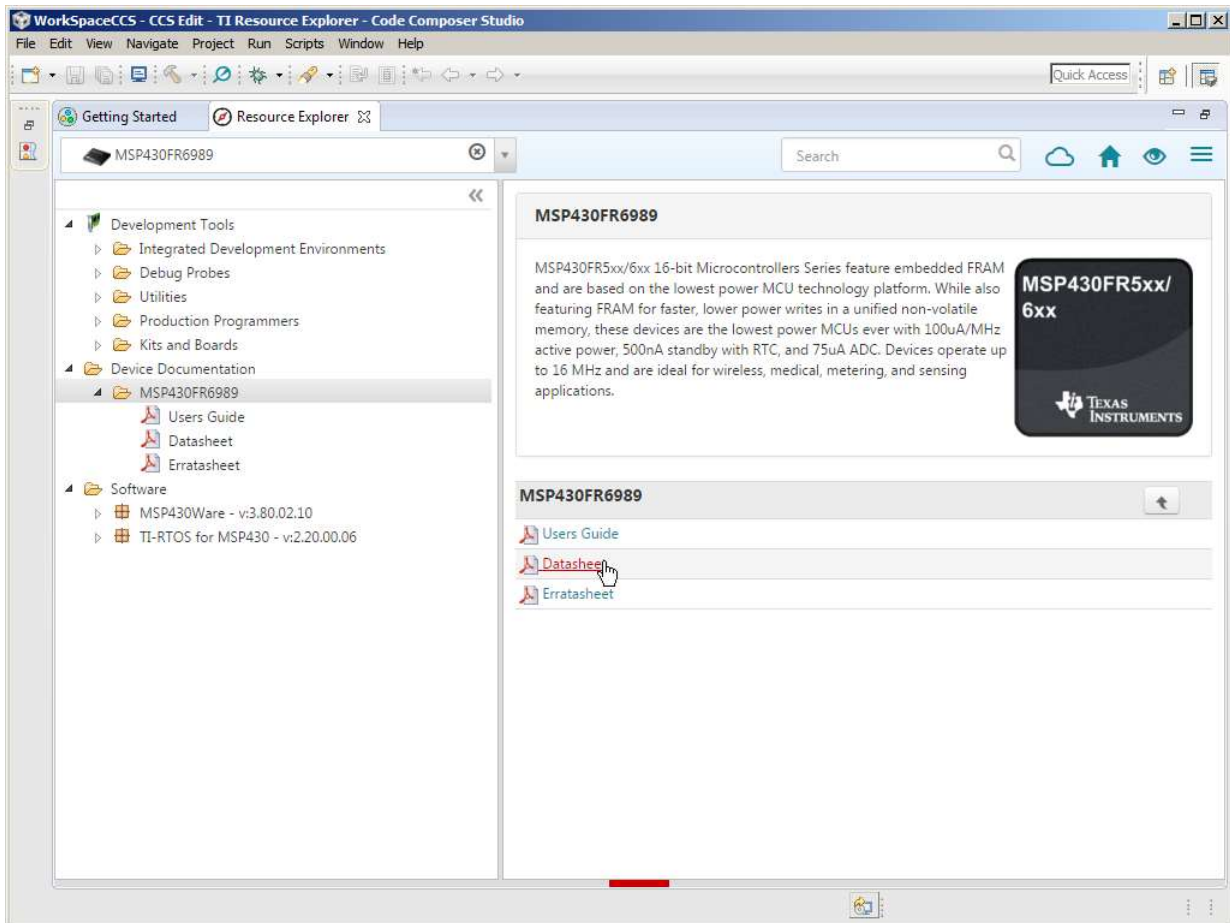 WorkSpaceCCS - CCS Edit - TI Resource Explorer - Code Composer Studio
File Edit View Navigate Project Run Scripts Window Help
Quick Access
Getting Started Resource Explorer
MSP430FR6989
Search
Development Tools
Integrated Development Environments
Debug Probes
Utilities
Production Programmers
Kits and Boards
Device Documentation
MSP430FR6989
Users Guide
Datasheet
Erratasheet
Software
MSP430Ware - v:3.80.02.10
TI-RTOS for MSP430 - v:2.20.00.06
MSP430FR6989
MSP430FR5xx/6xx 16-bit Microcontrollers Series feature embedded FRAM
and are based on the lowest power MCU technology platform. While also
featuring FRAM for faster, lower power writes in a unified non-volatile
memory, these devices are the lowest power MCUs ever with 100uA/MHz
active power, 500nA standby with RTC, and 75uA ADC. Devices operate up
to 16 MHz and are ideal for wireless, medical, metering, and sensing
applications.
MSP430FR5xx/
6xx
TEXAS
INSTRUMENTS
MSP430FR6989
Users Guide
Datasheet
Erratasheet